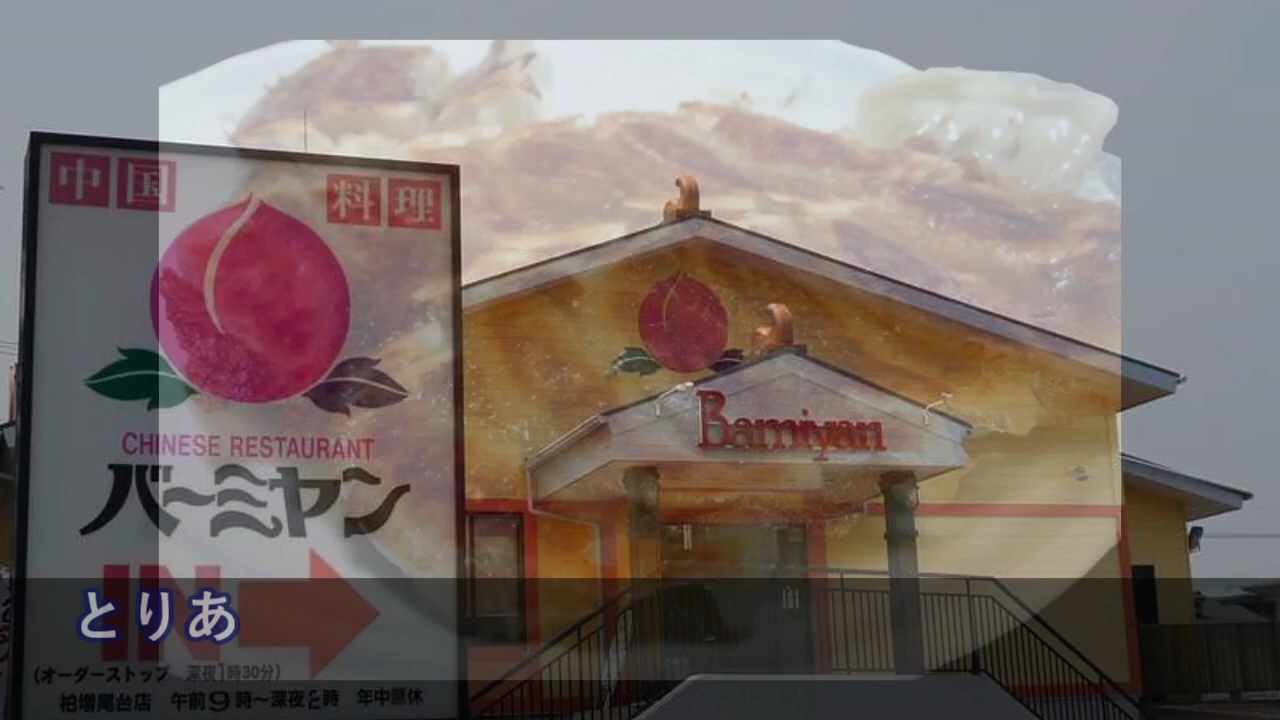 中国 料理
CHINESE RESTAURANT
バーミヤン
IN
Bamiyan
とりあ
(オーダーストップ 深夜1時30分)
柏増尾台店 午前9時～深夜2時 年中無休